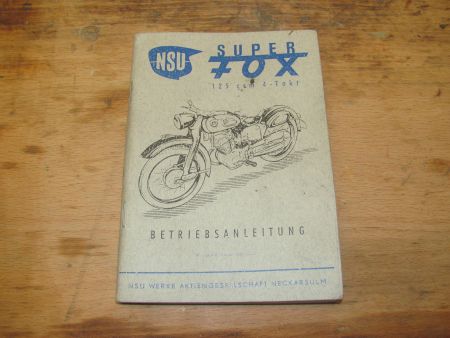 NSU
SUPER
FOX
125 ccm 4-Takt
BETRIEBSANLEITUNG
NSU WERKE AKTIENGESELLSCHAFT NECKARSULM